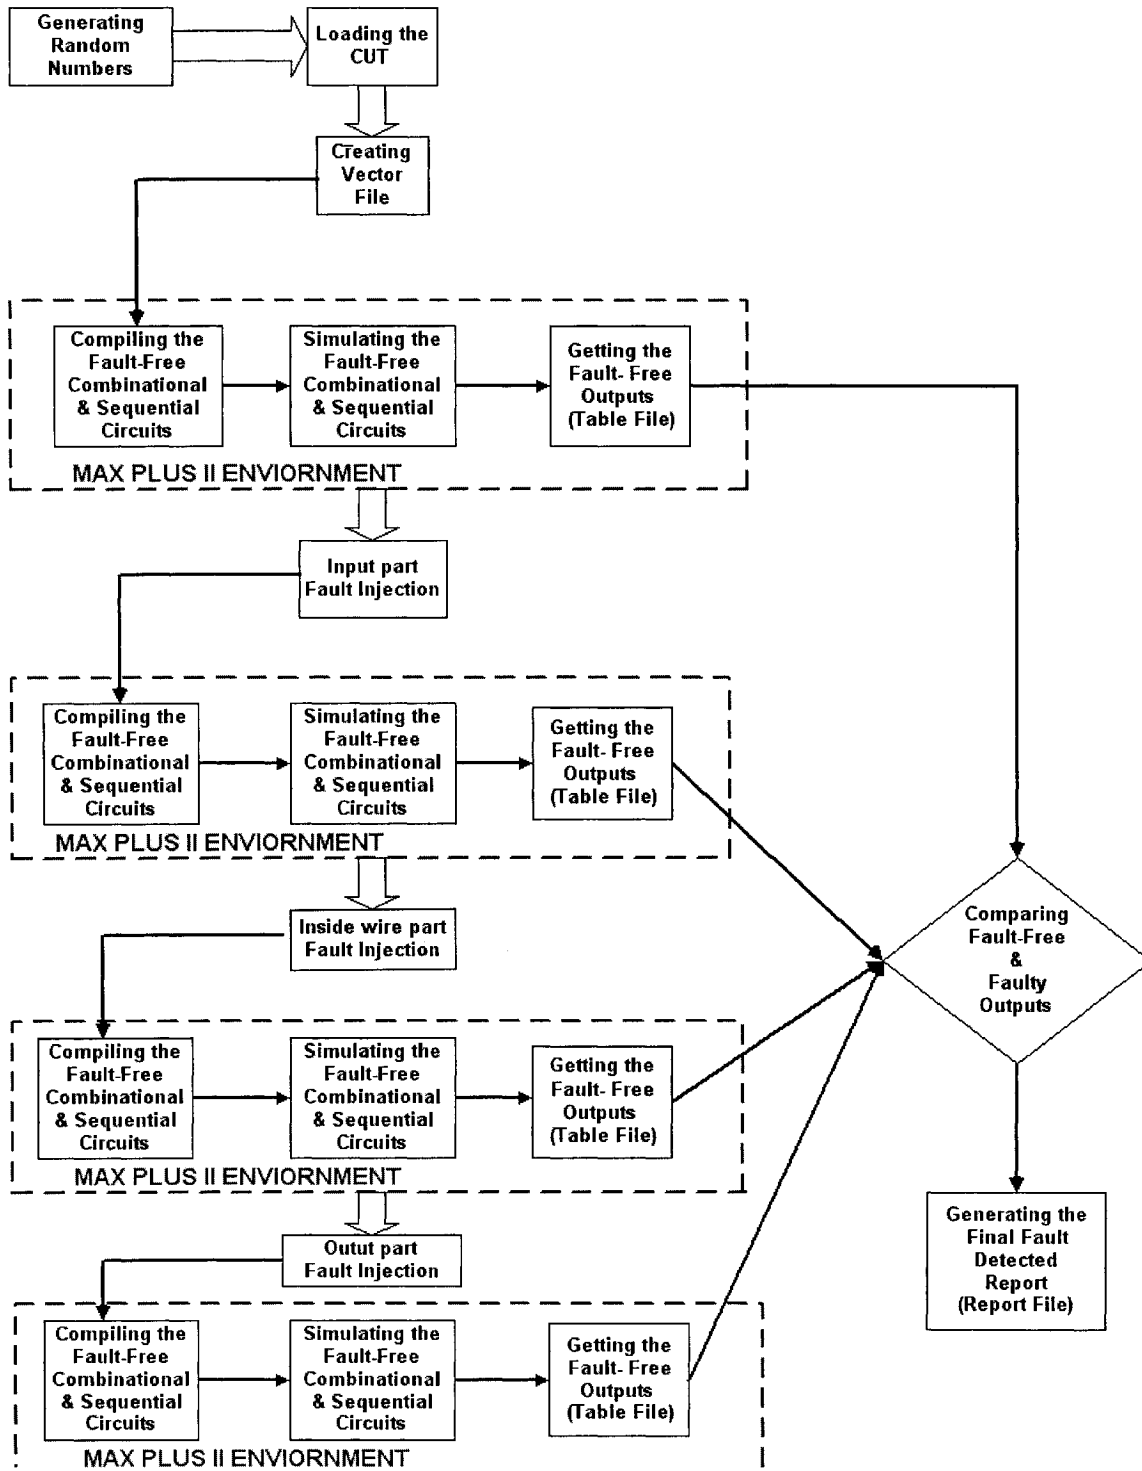 Generating
Random
Numbers
Loading the
CUT
Creating
Vector
File
Compiling the
Fault-Free
Combinational
& Sequential
Circuits
Simulating the
Fault-Free
Combinational
& Sequential
Circuits
Getting the
Fault- Free
Outputs
(Table File)
MAX PLUS II ENVIORNMENT
Input part
Fault Injection
Compiling the
Fault-Free
Combinational
& Sequential
Circuits
Simulating the
Fault-Free
Combinational
& Sequential
Circuits
Getting the
Fault- Free
Outputs
(Table File)
MAX PLUS II ENVIORNMENT
Inside wire part
Fault Injection
Compiling the
Fault-Free
Combinational
& Sequential
Circuits
Simulating the
Fault-Free
Combinational
& Sequential
Circuits
Getting the
Fault- Free
Outputs
(Table File)
MAX PLUS II ENVIORNMENT
Outut part
Fault Injection
Compiling the
Fault-Free
Combinational
& Sequential
Circuits
Simulating the
Fault-Free
Combinational
& Sequential
Circuits
Getting the
Fault- Free
Outputs
(Table File)
MAX PLUS II ENVIORNMENT
Comparing
Fault-Free
&
Faulty
Outputs
Generating the
Final Fault
Detected
Report
(Report File)